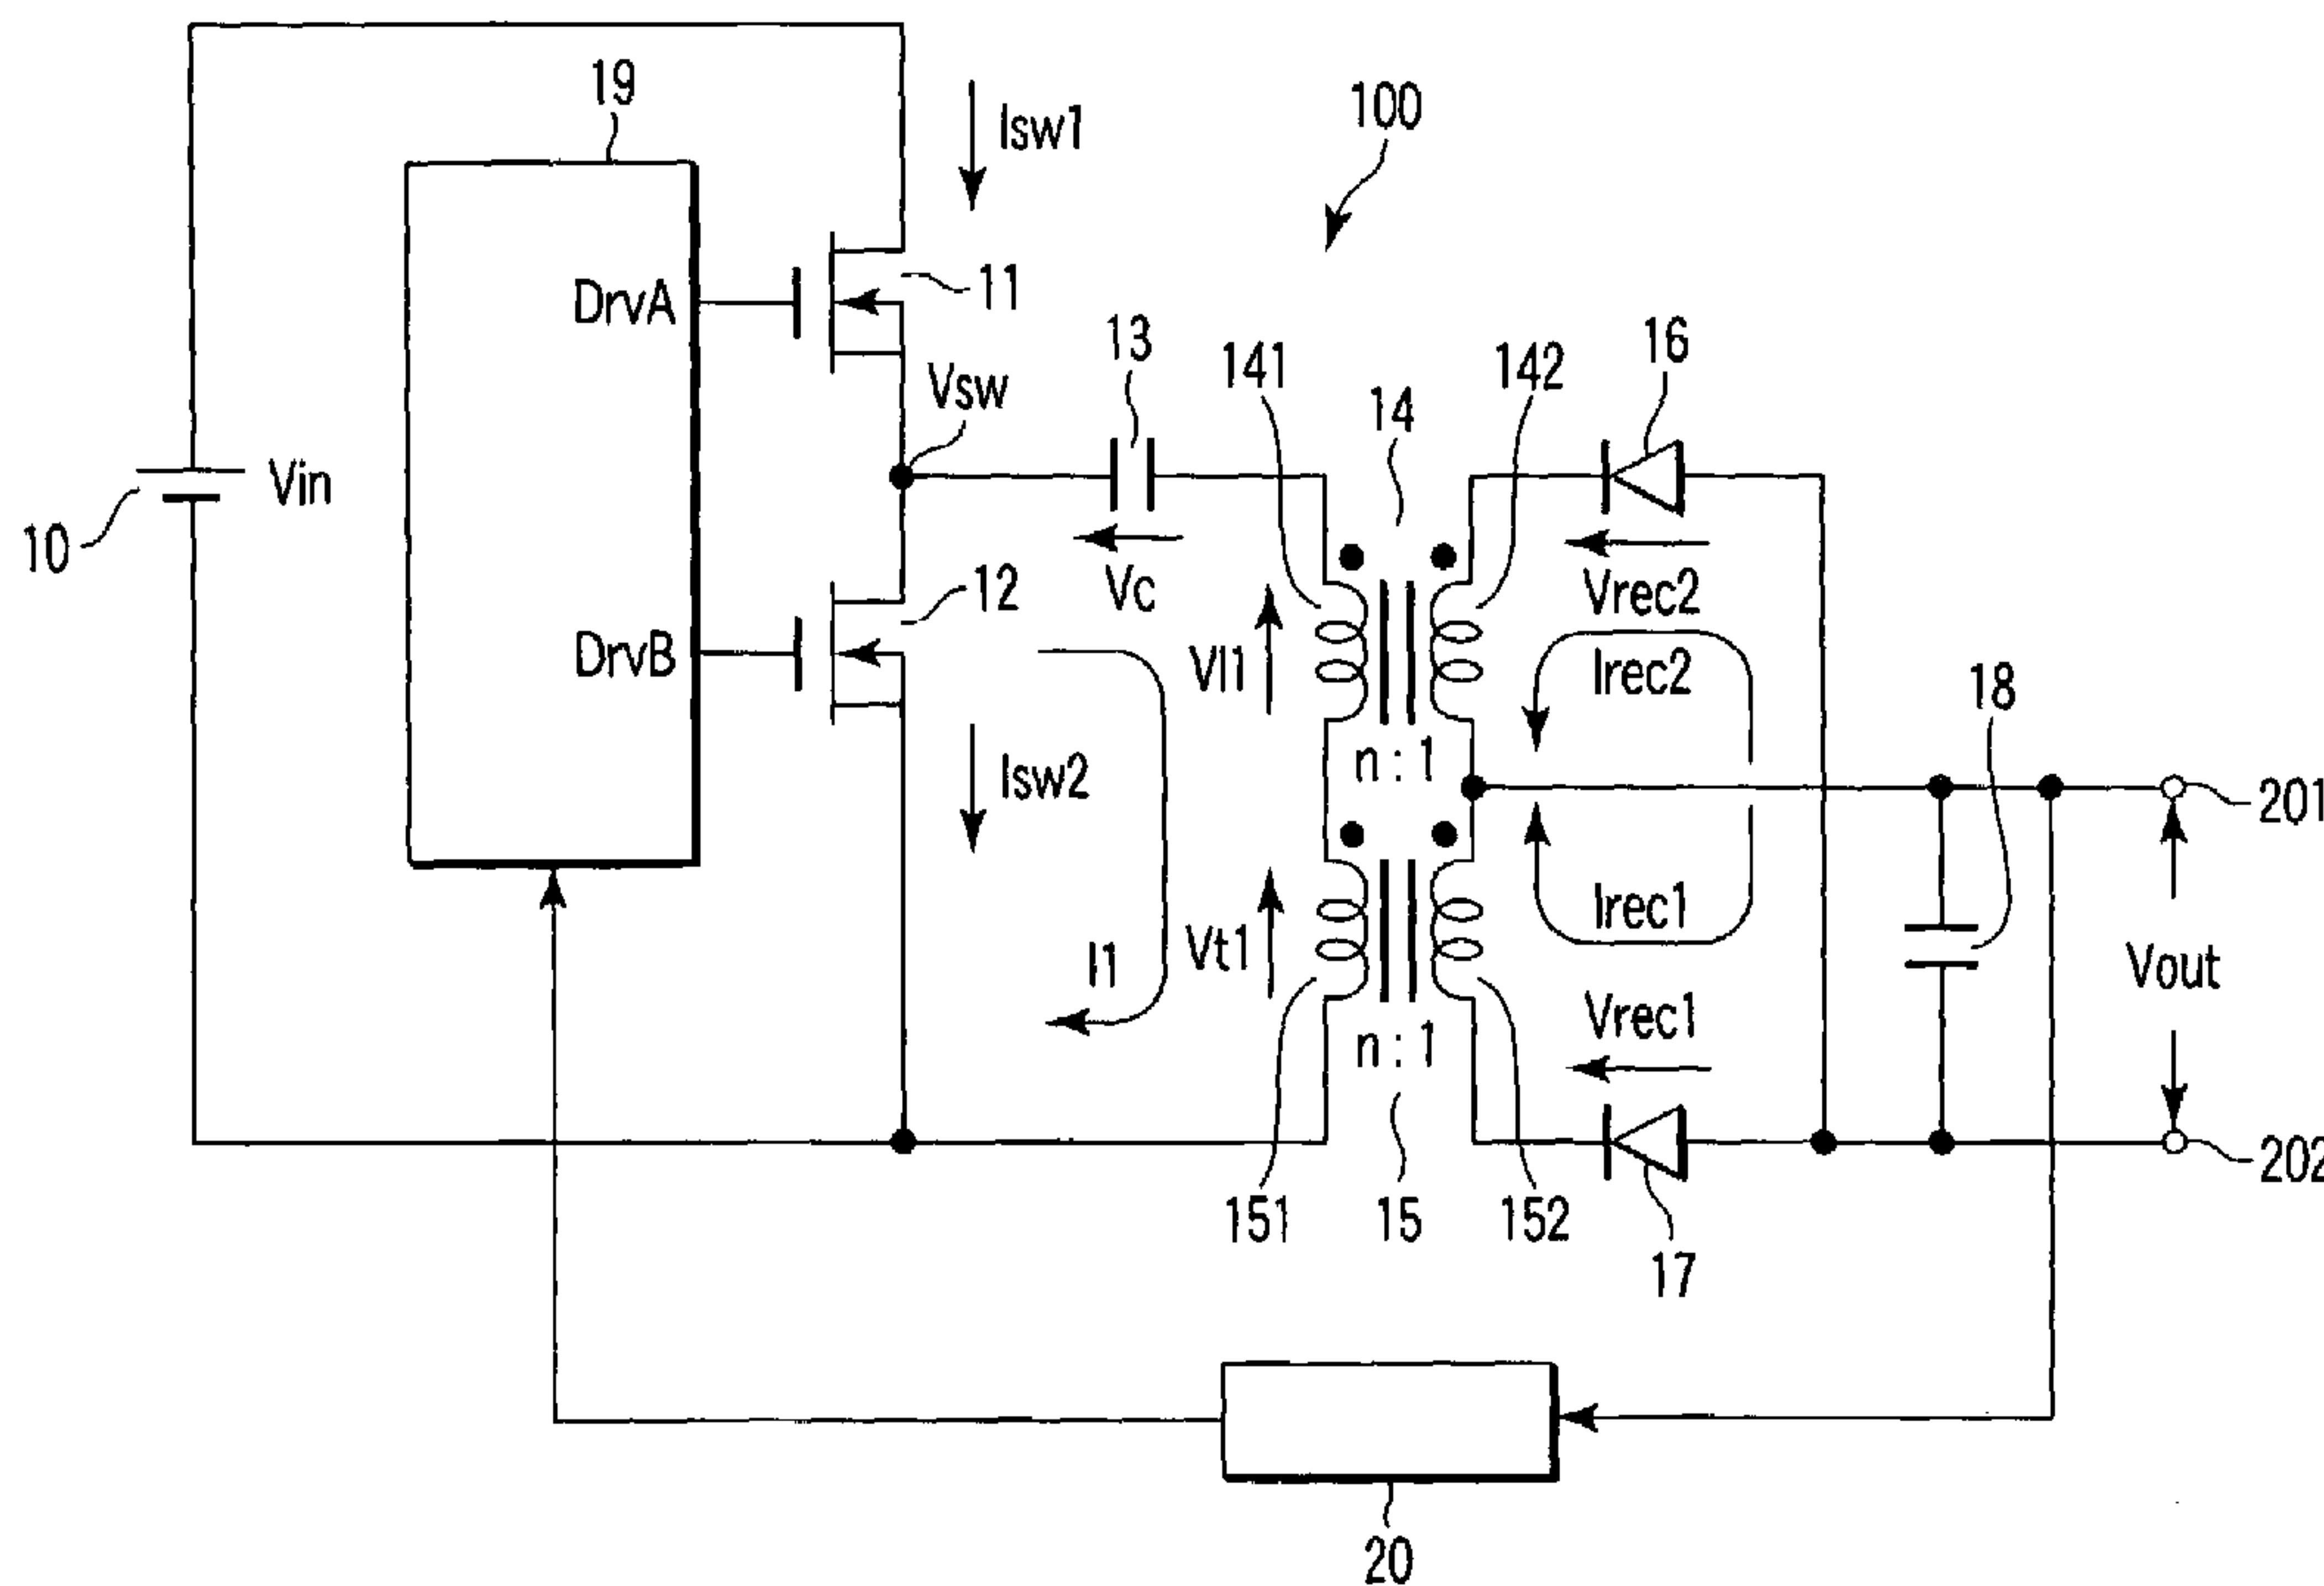 19
Isw1
100
DrvA
11
Vsw
13
141
142
14
16
Vin
10
Vc
12
Vrec2
DrvB
Vl1
Irec2
18
n : 1
Isw2
201
I1
Vt1
Irec1
Vout
Vrec1
n : 1
151
15
152
202
17
20